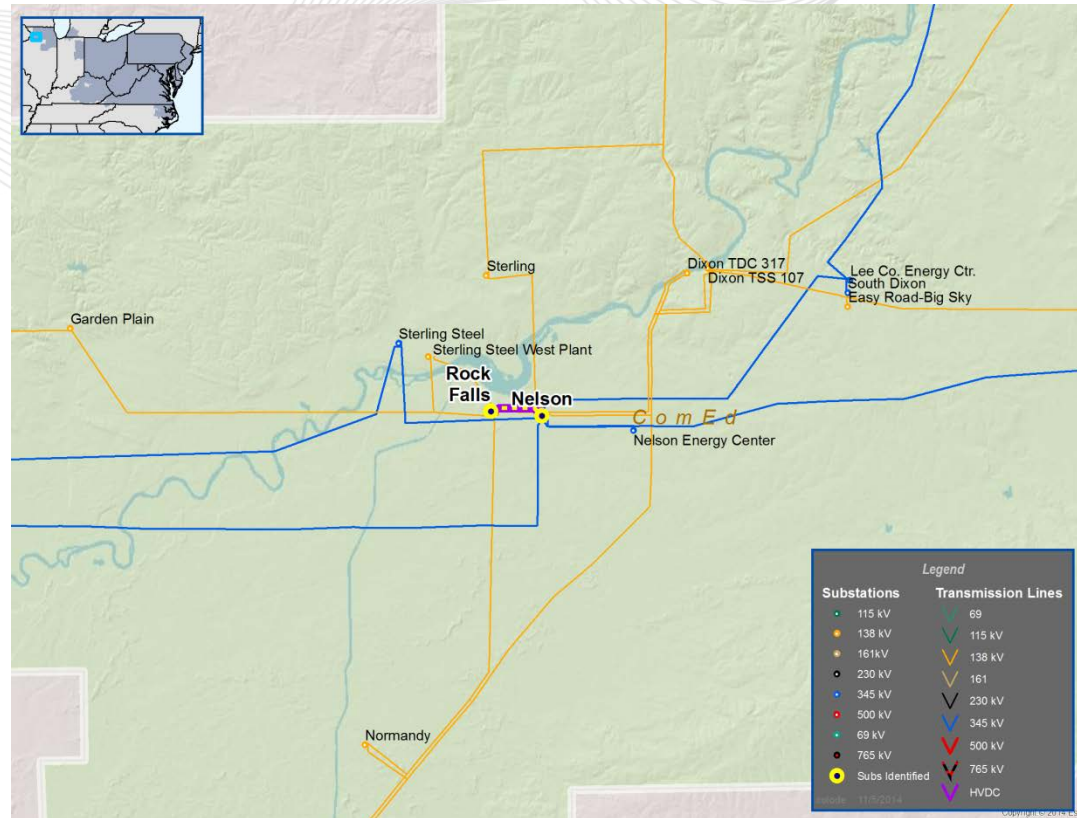 Sterling
Dixon TDC 317
Dixon TSS 107
Lee Co. Energy Ctr.
South Dixon
Easy Road-Big Sky
Garden Plain
Sterling Steel
Sterling Steel West Plant
Rock
Falls
Nelson
ComEd
Nelson Energy Center
Normandy
Legend
Substations
115 kV
138 kV
161kV
230 kV
345 kV
500 kV
69 kV
765 kV
Subs Identified
Transmission Lines
69
115 kV
138 kV
161
230 kV
345 kV
500 kV
765 kV
HVDC
11/5/2014